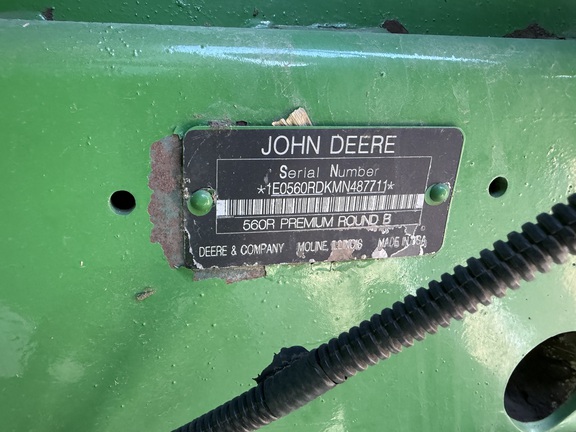 JOHN DEERE
Serial Number
*1E0560RDKMN487711*
560R PREMIUM ROUND B
DEERE & COMPANY MOLINE, ILLINOIS MADE IN USA